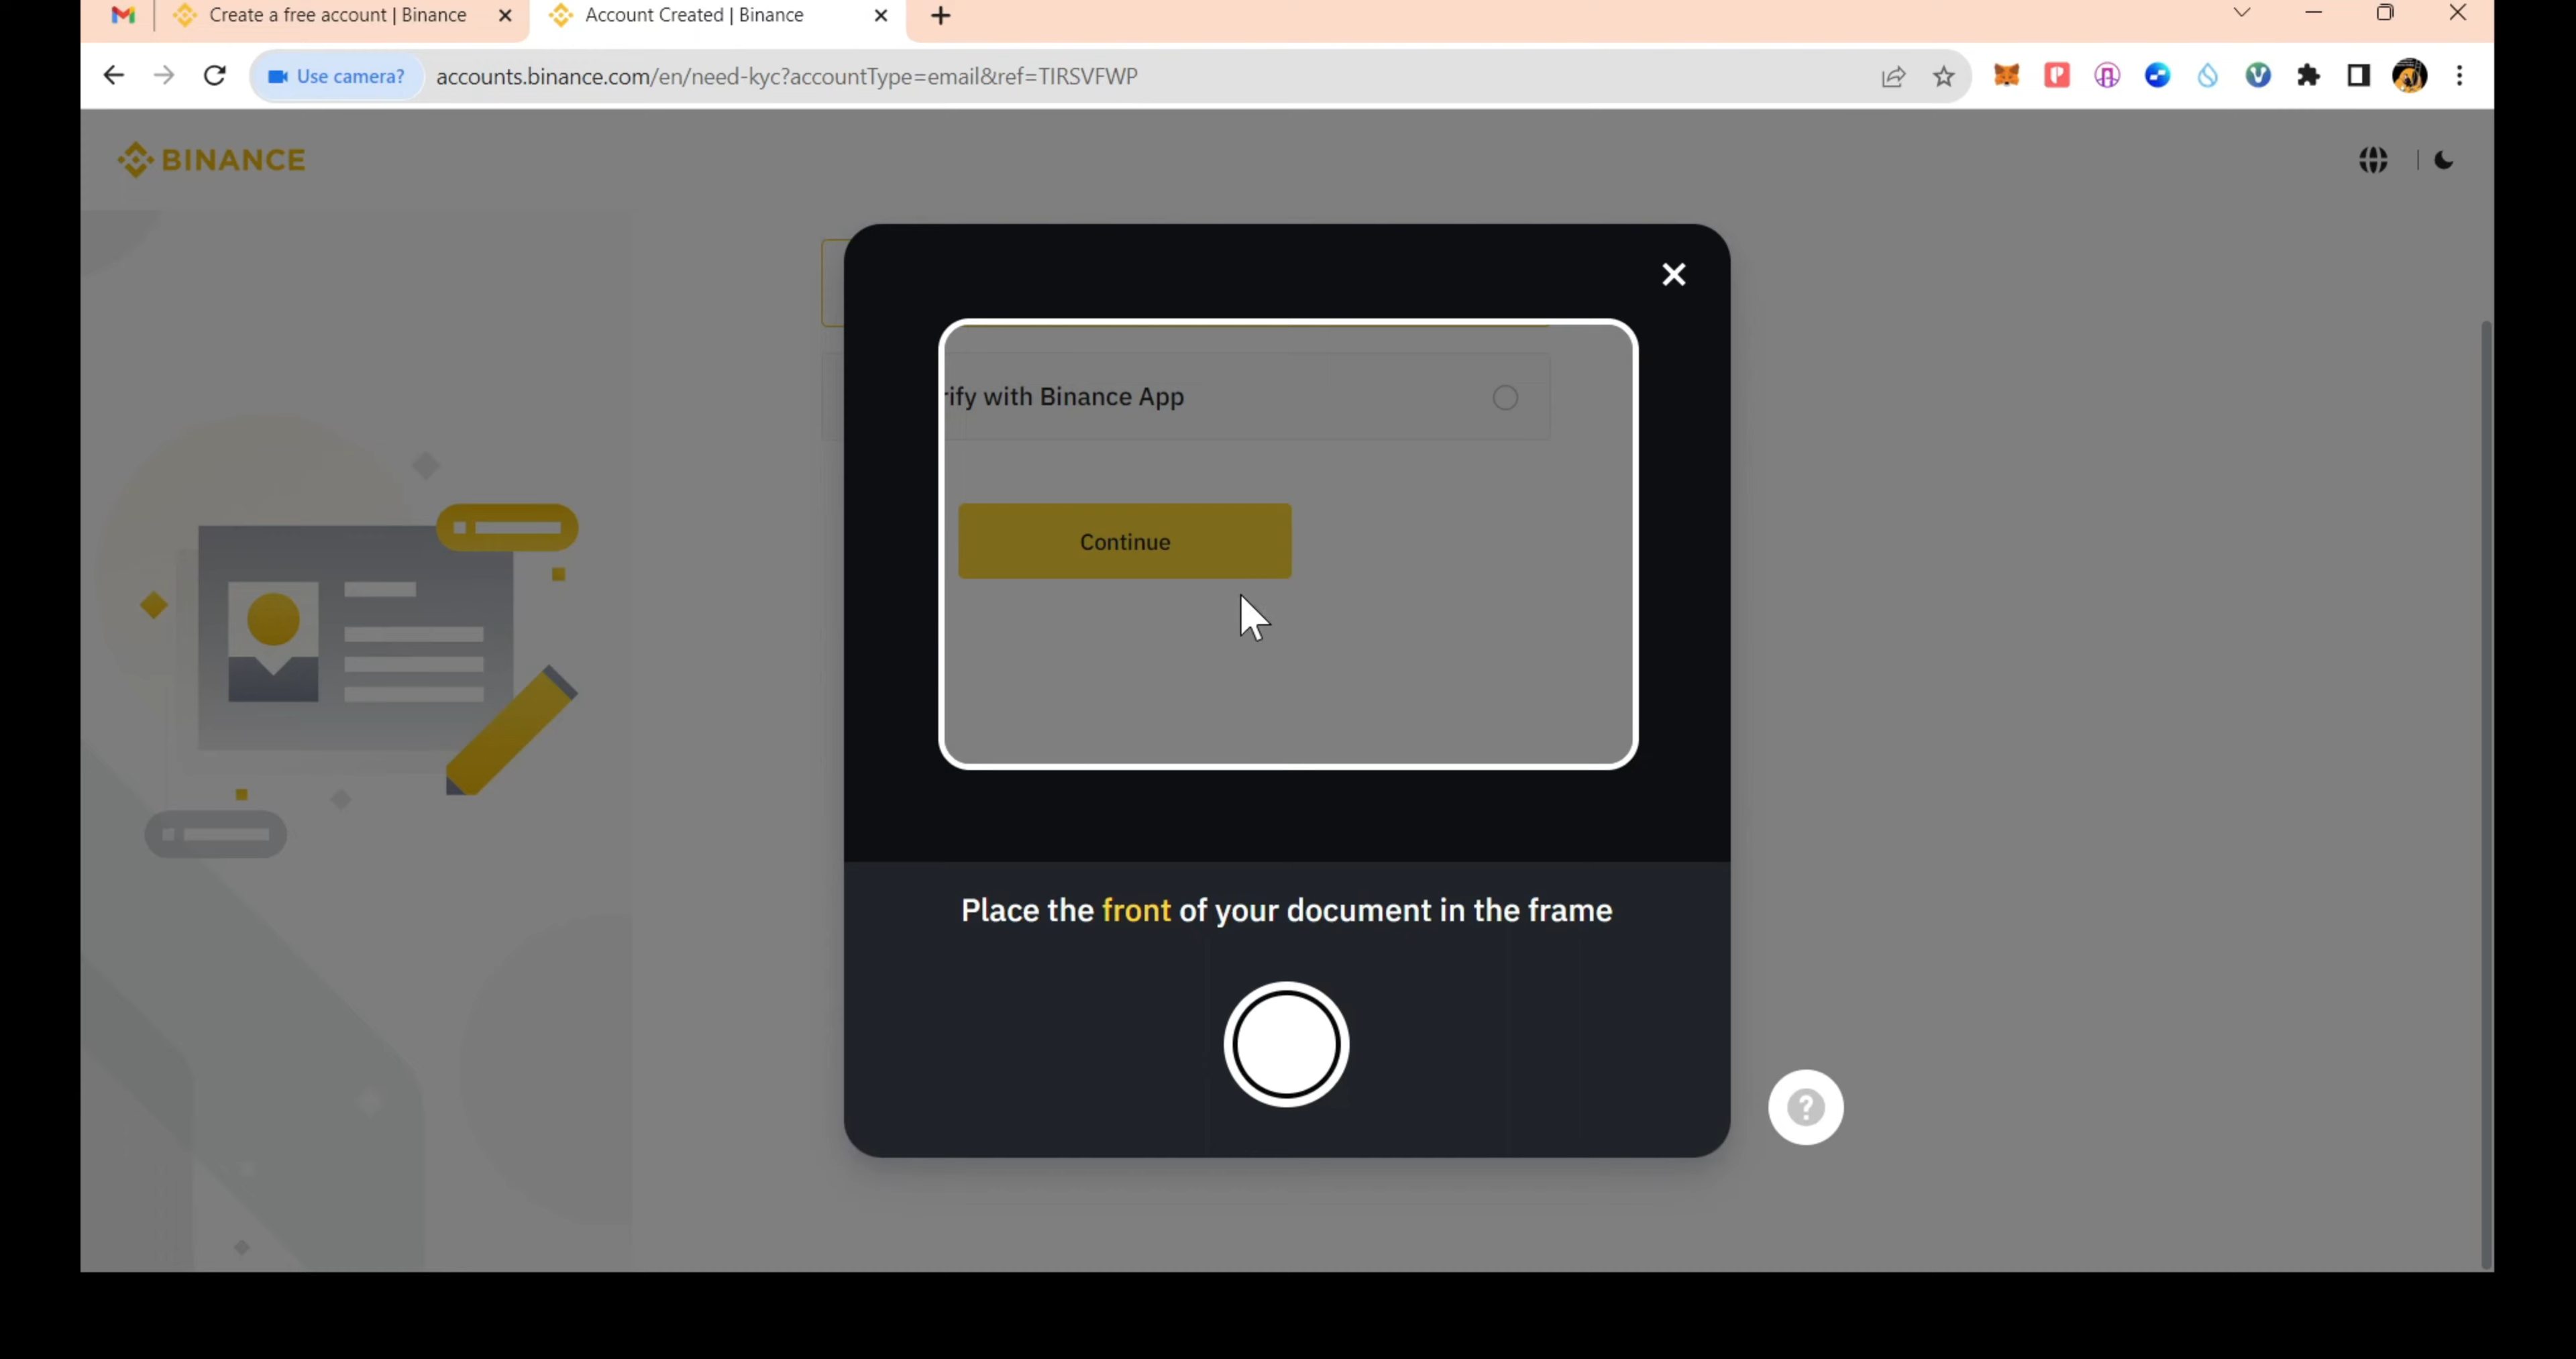 Create a free account | Binance
Account Created | Binance
Use camera?
accounts.binance.com/en/need-kyc?accountType=email&ref=TIRSVFWP
BINANCE
rify with Binance App
Continue
Place the front of your document in the frame